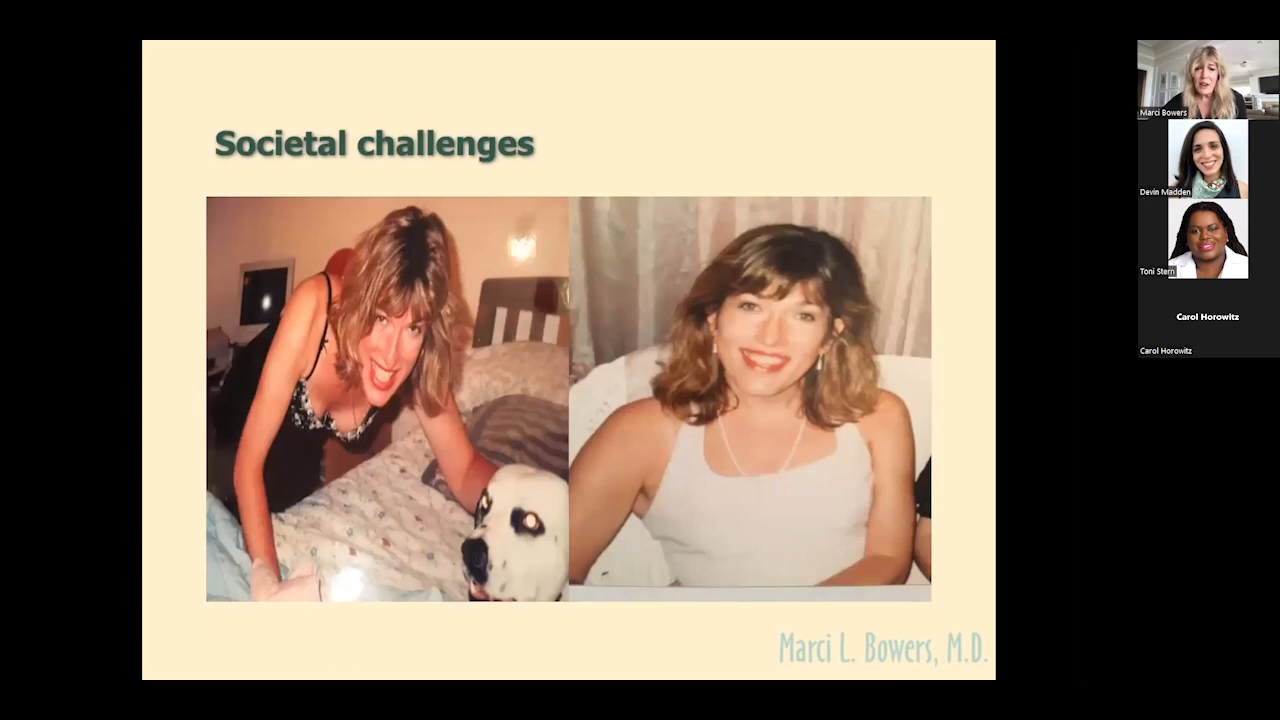 Societal challenges
Marci L. Bowers, M.D.
Marci Bowers
Devin Madden
Toni Stern
Carol Horowitz
Carol Horowitz